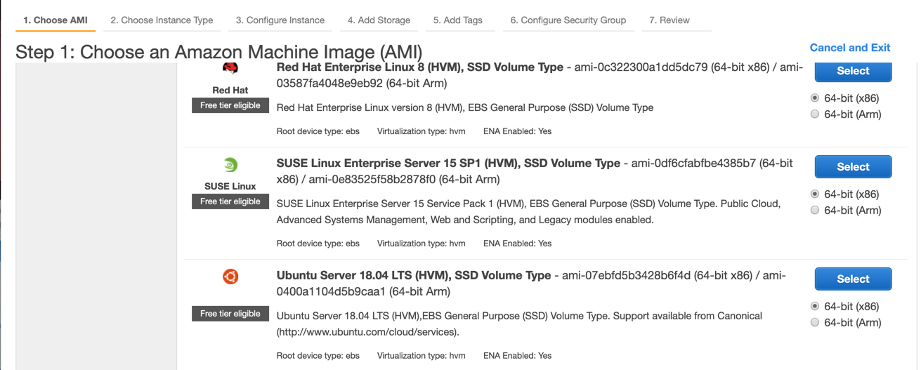 1. Choose AMI 2. Choose Instance Type 3. Configure Instance 4. Add Storage 5. Add Tags 6. Configure Security Group 7. Review
Step 1: Choose an Amazon Machine Image (AMI)
Cancel and Exit
Red Hat
Free tier eligible
Red Hat Enterprise Linux 8 (HVM), SSD Volume Type - ami-0c322300a1dd5dc79 (64-bit x86) / ami-
03587fa4048e9eb92 (64-bit Arm)
Red Hat Enterprise Linux version 8 (HVM), EBS General Purpose (SSD) Volume Type
Root device type: ebs Virtualization type: hvm ENA Enabled: Yes
Select
64-bit (x86)
64-bit (Arm)
SUSE Linux
Free tier eligible
SUSE Linux Enterprise Server 15 SP1 (HVM), SSD Volume Type - ami-0df6cfabfbe4385b7 (64-bit
x86) / ami-0e83525f58b2878f0 (64-bit Arm)
SUSE Linux Enterprise Server 15 Service Pack 1 (HVM), EBS General Purpose (SSD) Volume Type. Public Cloud,
Advanced Systems Management, Web and Scripting, and Legacy modules enabled.
Root device type: ebs Virtualization type: hvm ENA Enabled: Yes
Select
64-bit (x86)
64-bit (Arm)
Free tier eligible
Ubuntu Server 18.04 LTS (HVM), SSD Volume Type - ami-07ebfd5b3428b6f4d (64-bit x86) / ami-
0400a1104d5b9caa1 (64-bit Arm)
Ubuntu Server 18.04 LTS (HVM),EBS General Purpose (SSD) Volume Type. Support available from Canonical
(http://www.ubuntu.com/cloud/services).
Root device type: ebs Virtualization type: hvm ENA Enabled: Yes
Select
64-bit (x86)
64-bit (Arm)